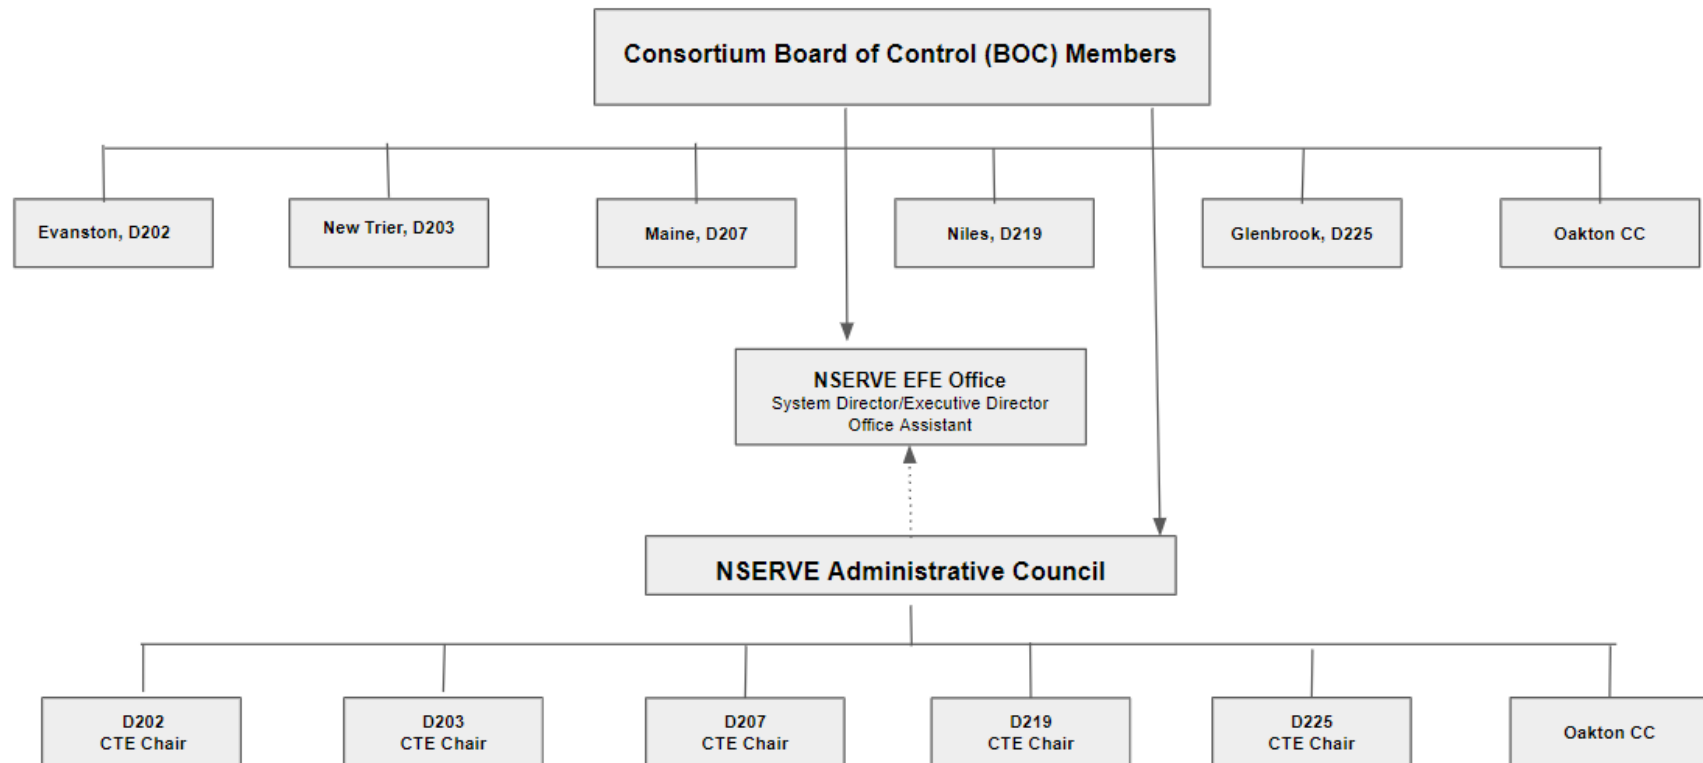 Consortium Board of Control (BOC) Members
Evanston, D202
New Trier, D203
Maine, D207
Niles, D219
Glenbrook, D225
Oakton CC
NSERVE EFE Office
System Director/Executive Director
Office Assistant
NSERVE Administrative Council
D202
CTE Chair
D203
CTE Chair
D207
CTE Chair
D219
CTE Chair
D225
CTE Chair
Oakton CC